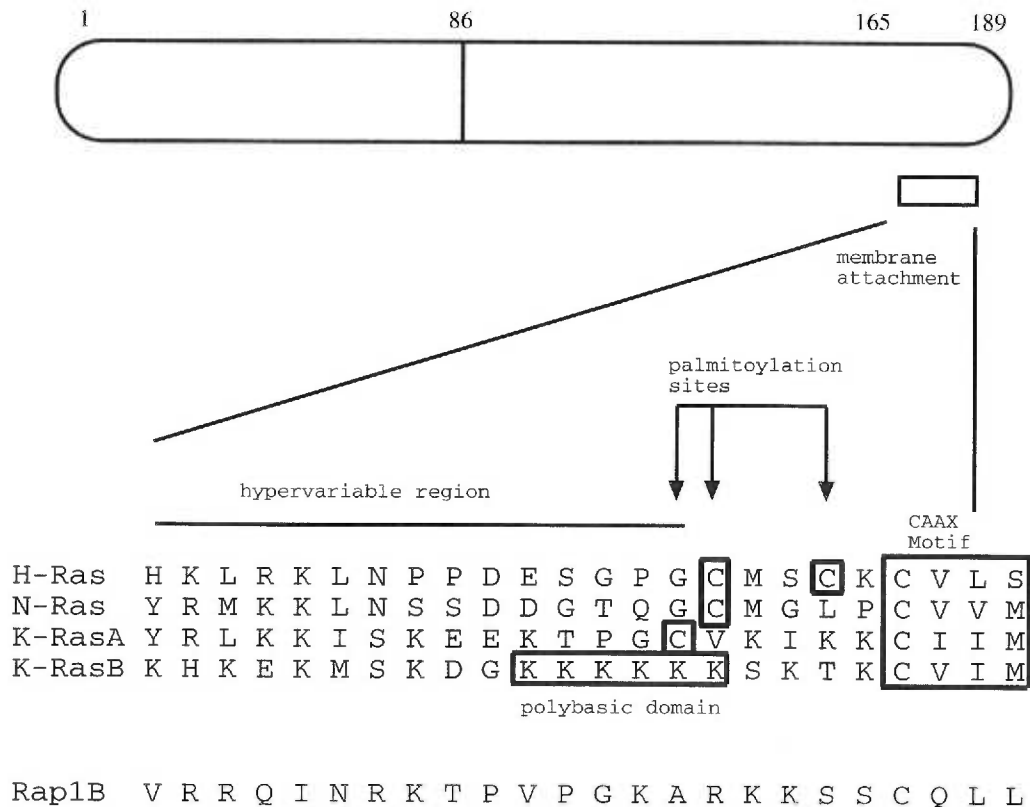 1 86 165 189
membrane
attachment
palmitoylation
sites
hypervariable region
CAAX
Motif
H-Ras H K L R K L N P P D E S G P G C M S C K C V L S
N-Ras Y R M K K L N S S D D G T Q G C M G L P C V V M
K-RasA Y R L K K I S K E E K T P G C V K I K K C I I M
K-RasB K H K E K M S K D G K K K K K K S K T K C V I M
polybasic domain
Rap1B V R R Q I N R K T P V P G K A R K K S S C Q L L